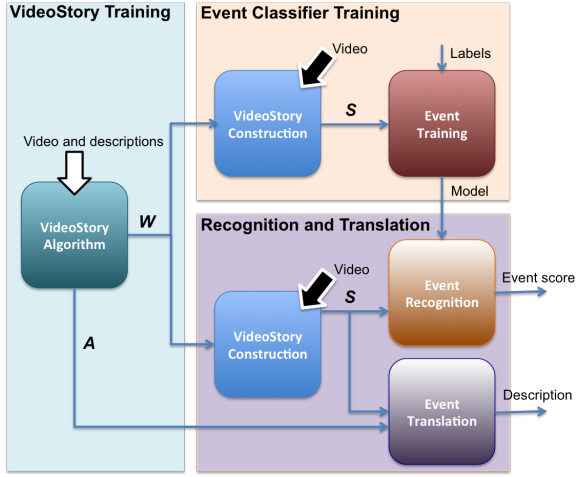 VideoStory Training
Event Classifier Training
Video
Labels
VideoStory
Construction
S
Event
Training
Video and descriptions
VideoStory
Algorithm
W
Model
Recognition and Translation
Video
VideoStory
Construction
S
Event
Recognition
Event score
A
Event
Translation
Description